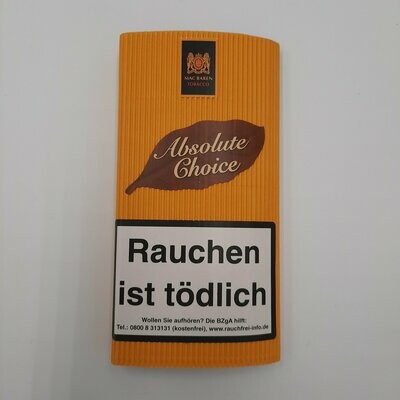 MAC BAREN
TOBACCO
Absolute
Choice
Rauchen
ist tödlich
Wollen Sie aufhören? Die BZgA hilft:
Tel.: 0800 8 313131 (kostenfrei), www.rauchfrei-info.de